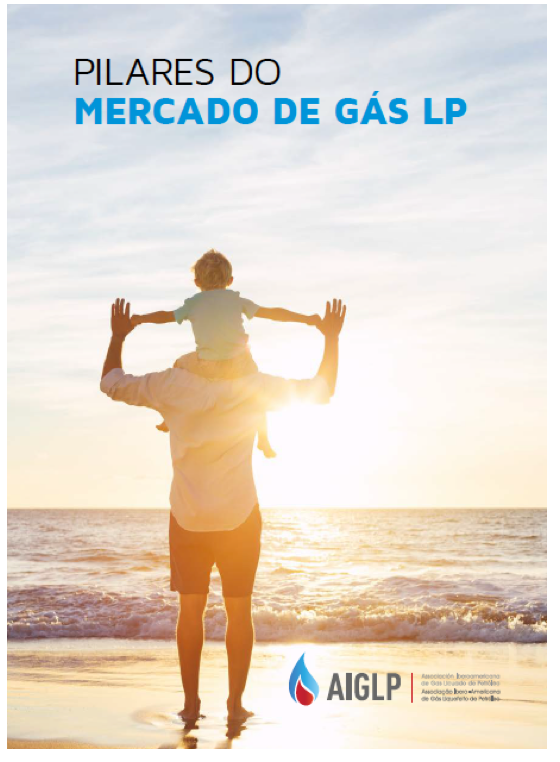 PILARES DO
MERCADO DE GÁS LP
AIGLP
Asociación Iberoamericana
de Gas Licuado de Petróleo
Associação Ibero-Americana
de Gás Liquefeito de Petróleo